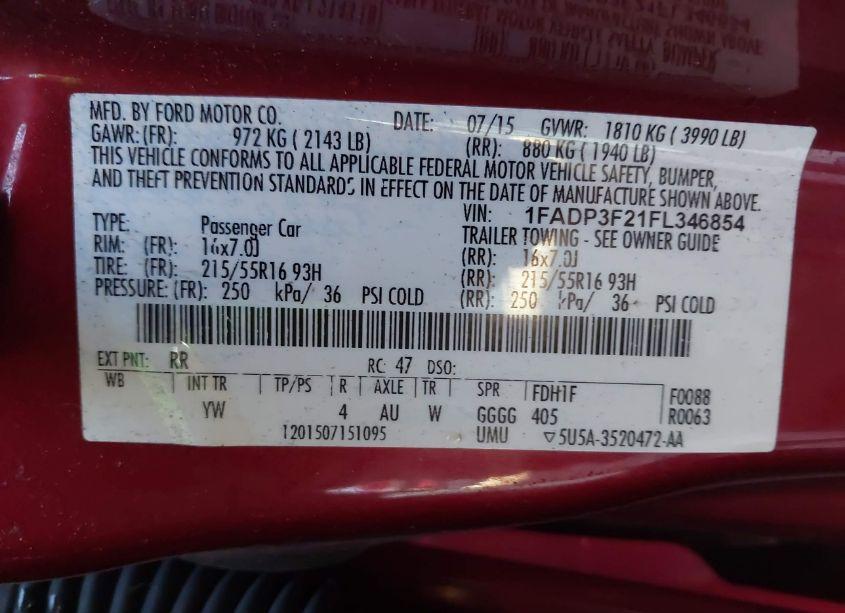 MFD. BY FORD MOTOR CO. DATE: 07/15 GVWR: 1810 KG ( 3990 LB)
GAWR: (FR): 972 KG ( 2143 LB) (RR): 880 KG ( 1940 LB)
THIS VEHICLE CONFORMS TO ALL APPLICABLE FEDERAL MOTOR VEHICLE SAFETY, BUMPER,
AND THEFT PREVENTION STANDARDS IN EFFECT ON THE DATE OF MANUFACTURE SHOWN ABOVE.
VIN: 1FADP3F21FL346854
TYPE: Passenger Car TRAILER TOWING - SEE OWNER GUIDE
RIM: (FR): 16x7.0J (RR): 16x7.0J
TIRE: (FR): 215/55R16 93H (RR): 215/55R16 93H
PRESSURE: (FR): 250 kPa/ 36 PSI COLD (RR): 250 kPa/ 36 PSI COLD
EXT PNT: RR RC: 47 DSO:
WB INT TR TP/PS R AXLE TR SPR FDH1F F0088
YW 4 AU W GGGG 405 R0063
1201507151095 UMU ▽5U5A-3520472-AA